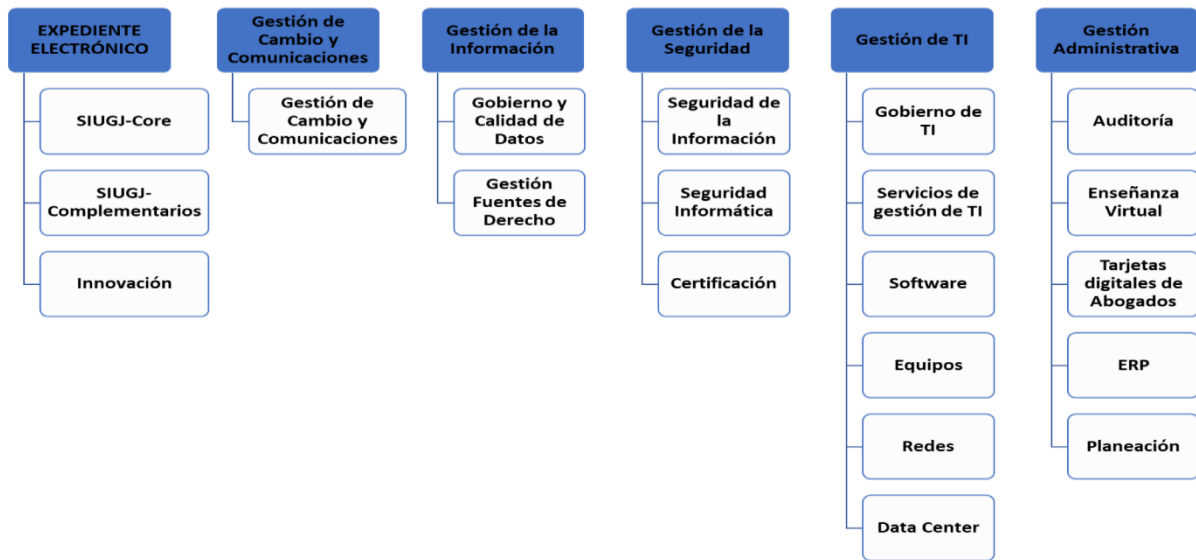 EXPEDIENTE
ELECTRÓNICO
SIUGJ-Core
SIUGJ-
Complementarios
Innovación
Gestión de
Cambio y
Comunicaciones
Gestión de
Cambio y
Comunicaciones
Gestión de la
Información
Gobierno y
Calidad de
Datos
Gestión
Fuentes de
Derecho
Gestión de la
Seguridad
Seguridad de
la
Información
Seguridad
Informática
Certificación
Gestión de TI
Gobierno de
TI
Servicios de
gestión de TI
Software
Equipos
Redes
Data Center
Gestión
Administrativa
Auditoría
Enseñanza
Virtual
Tarjetas
digitales de
Abogados
ERP
Planeación